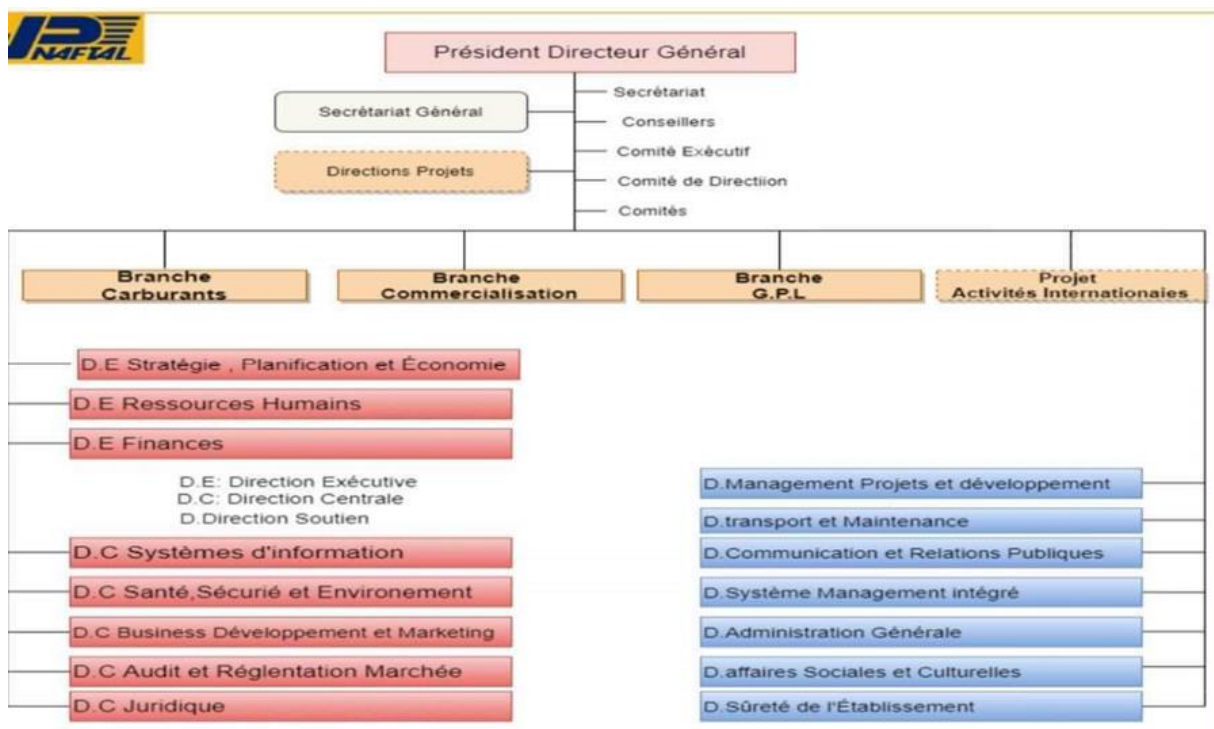 NAFTAL
Président Directeur Général
Secrétariat
Secrétariat Général
Conseillers
Comité Exécutif
Directions Projets
Comité de Directiion
Comités
Branche
Carburants
Branche
Commercialisation
Branche
G.P.L
Projet
Activités Internationaies
D.E Stratégie , Planification et Économie
D.E Ressources Humains
D.E Finances
D.E: Direction Exécutive
D.C: Direction Centrale
D.Direction Soutien
D.C Systèmes d'information
D.C Santé,Sécurié et Environement
D.C Business Développement et Marketing
D.C Audit et Réglentation Marchée
D.C Juridique
D.Management Projets et développement
D.transport et Maintenance
D.Communication et Relations Publiques
D.Système Management intégré
D.Administration Générale
D.affaires Sociales et Culturelles
D.Sûreté de l'Établissement